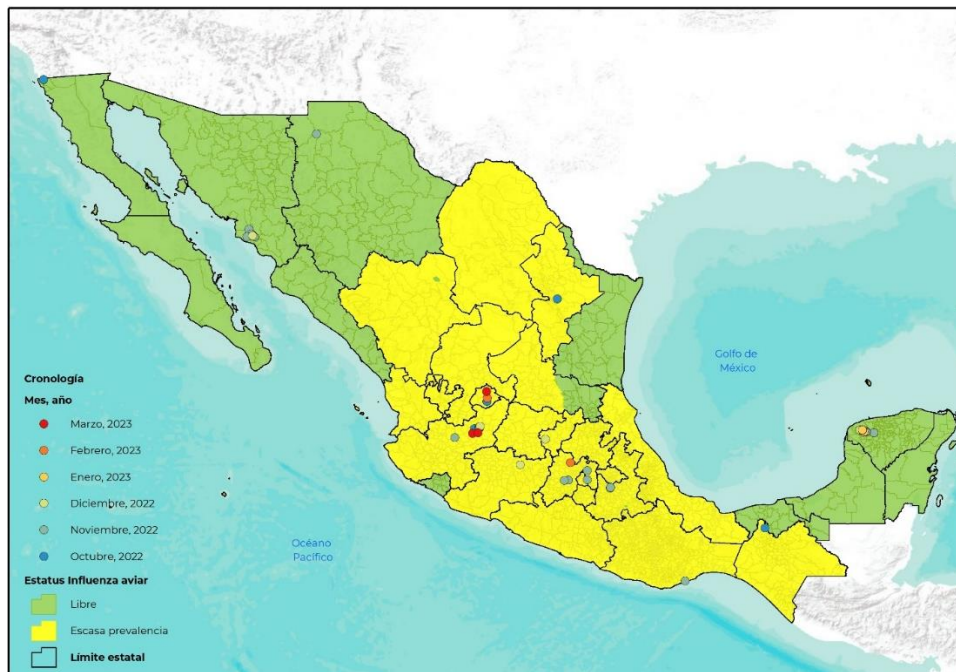 Golfo de
México
Cronología
Mes, año
Marzo, 2023
Febrero, 2023
Enero, 2023
Diciembre, 2022
Noviembre, 2022
Octubre, 2022
Océano
Pacífico
Estatus Influenza aviar
Libre
Escasa prevalencia
Límite estatal